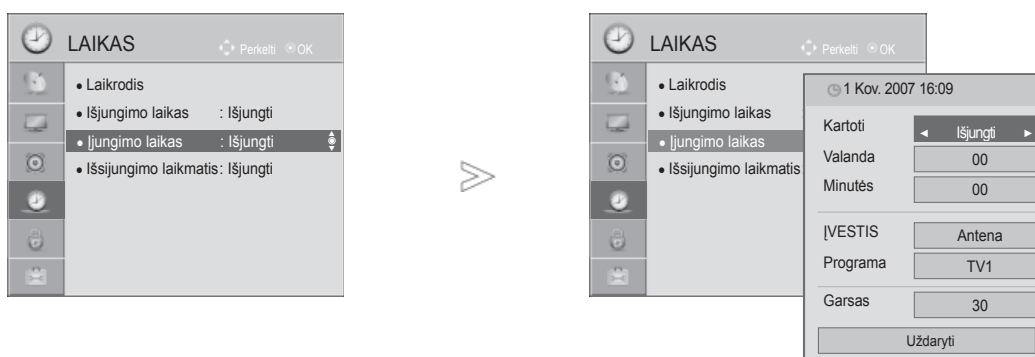 LAIKAS
Perkelti OK
• Laikrodis
• Išjungimo laikas : Išjungti
• Įjungimo laikas : Išjungti
• Išsijungimo laikmatis: Išjungti
LAIKAS
Perkelti OK
• Laikrodis
• Išjungimo laikas
• Įjungimo laikas
• Išsijungimo laikmatis
1 Kov. 2007 16:09
Kartoti ◄ Išjungti ►
Valanda 00
Minutės 00
ĮVESTIS Antena
Programa TV1
Garsas 30
Uždaryti